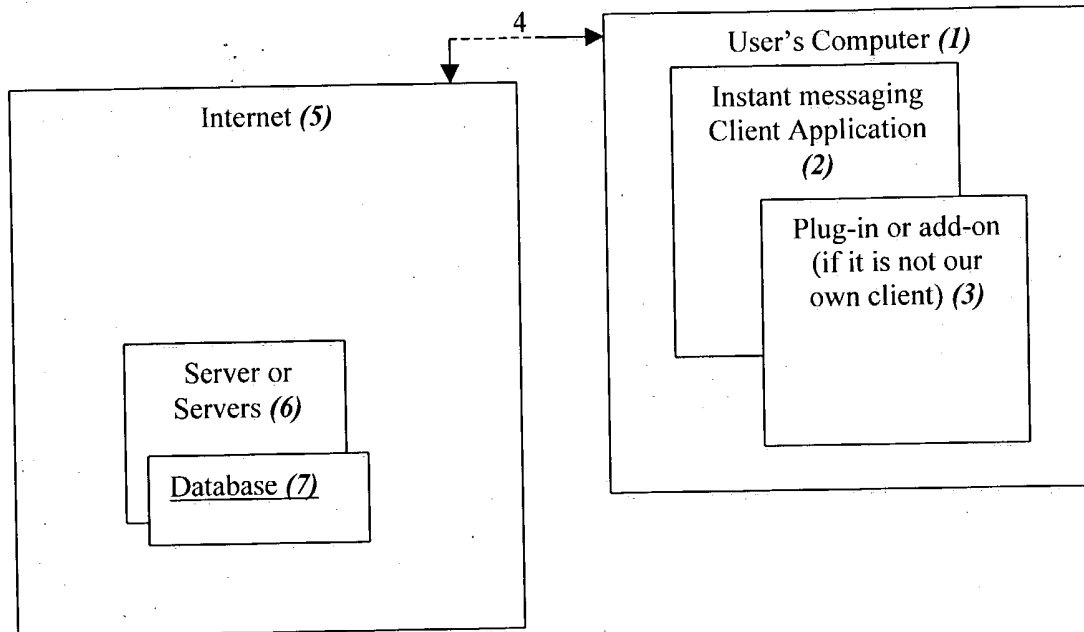 4
User's Computer (1)
Instant messaging
Client Application
(2)
Plug-in or add-on
(if it is not our
own client) (3)
Internet (5)
Server or
Servers (6)
Database (7)